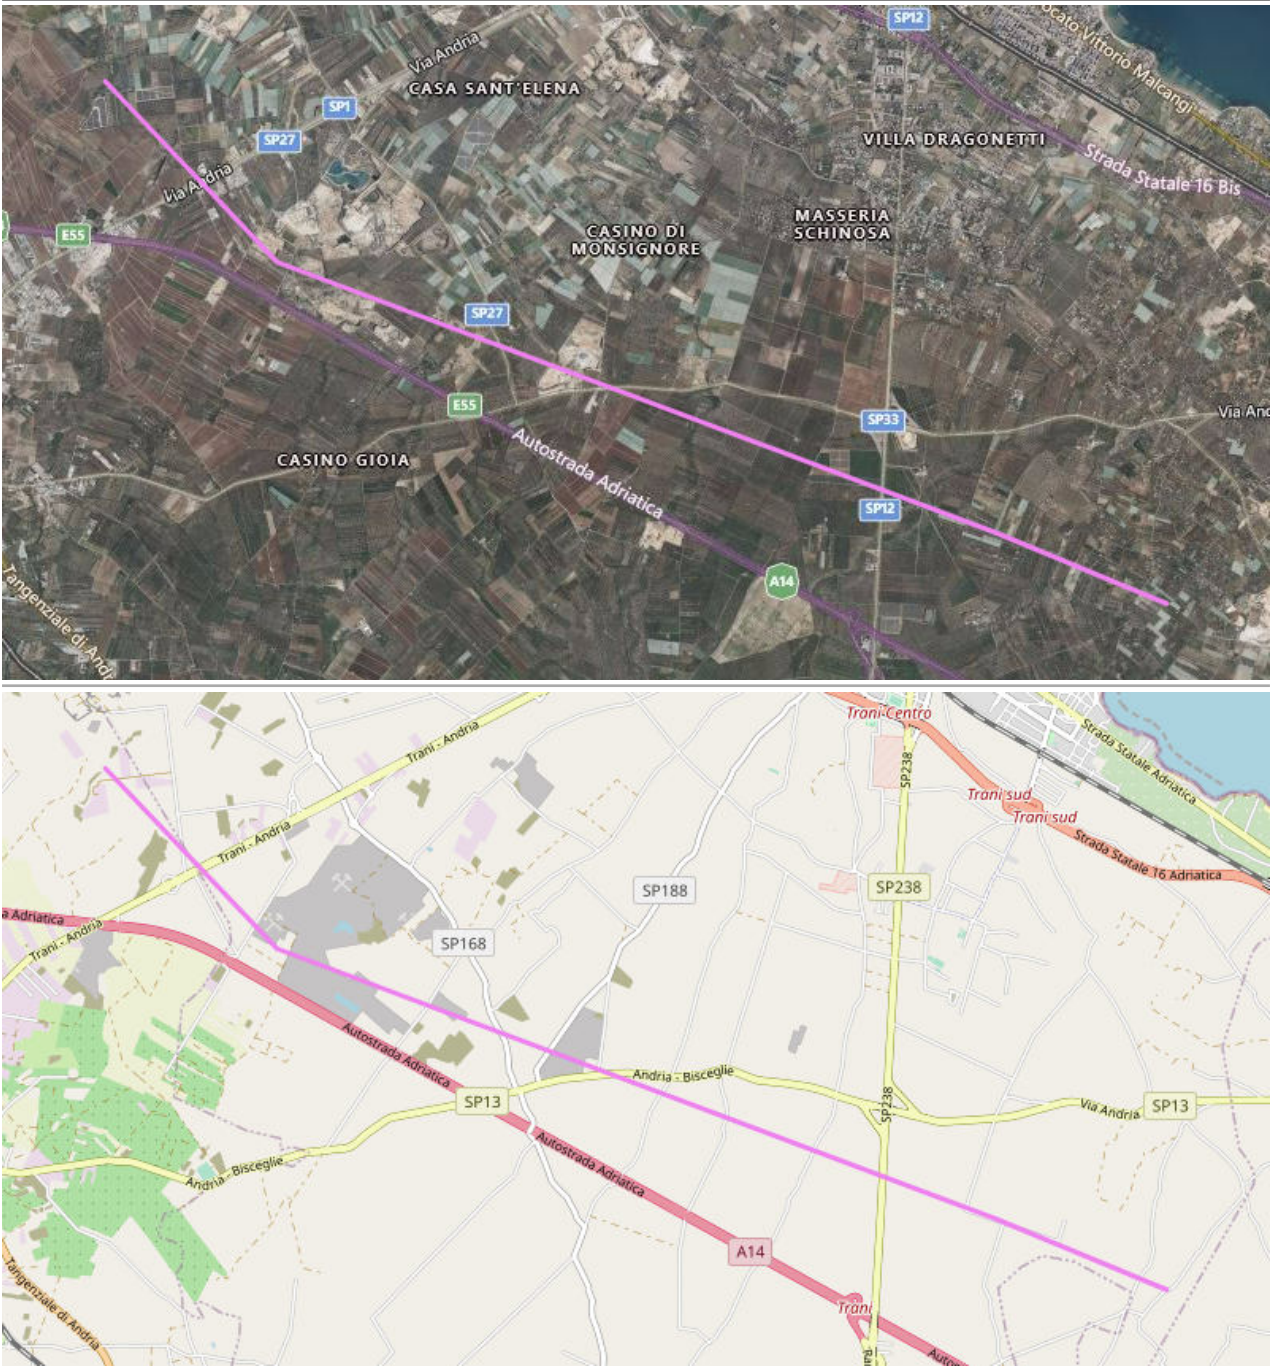 SP12
ocato Vittorio Malcangi
Via Andria
CASA SANT'ELENA
SP1
SP27
VILLA DRAGONETTI
Strada Statale 16 Bis
Via Andria
MASSERIA
SCHINOSA
CASINO DI
MONSIGNORE
E55
SP27
E55
SP33
Via And
Autostrada Adriatica
CASINO GIOIA
SP12
A14
Tangenziale di Andr
Trani Centro
Strada Statale Adriatica
Trani - Andria
SP238
Trani sud
Trani sud
Trani - Andria
Strada Statale 16 Adriatica
SP188
SP238
a Adriatica
Trani - Andria
SP168
Autostrada Adriatica
Andria - Bisceglie
SP13
SP238
Via Andria
SP13
Autostrada Adriatica
Andria - Bisceglie
A14
Tangenziale di Andria
Trani
Autos
Ra